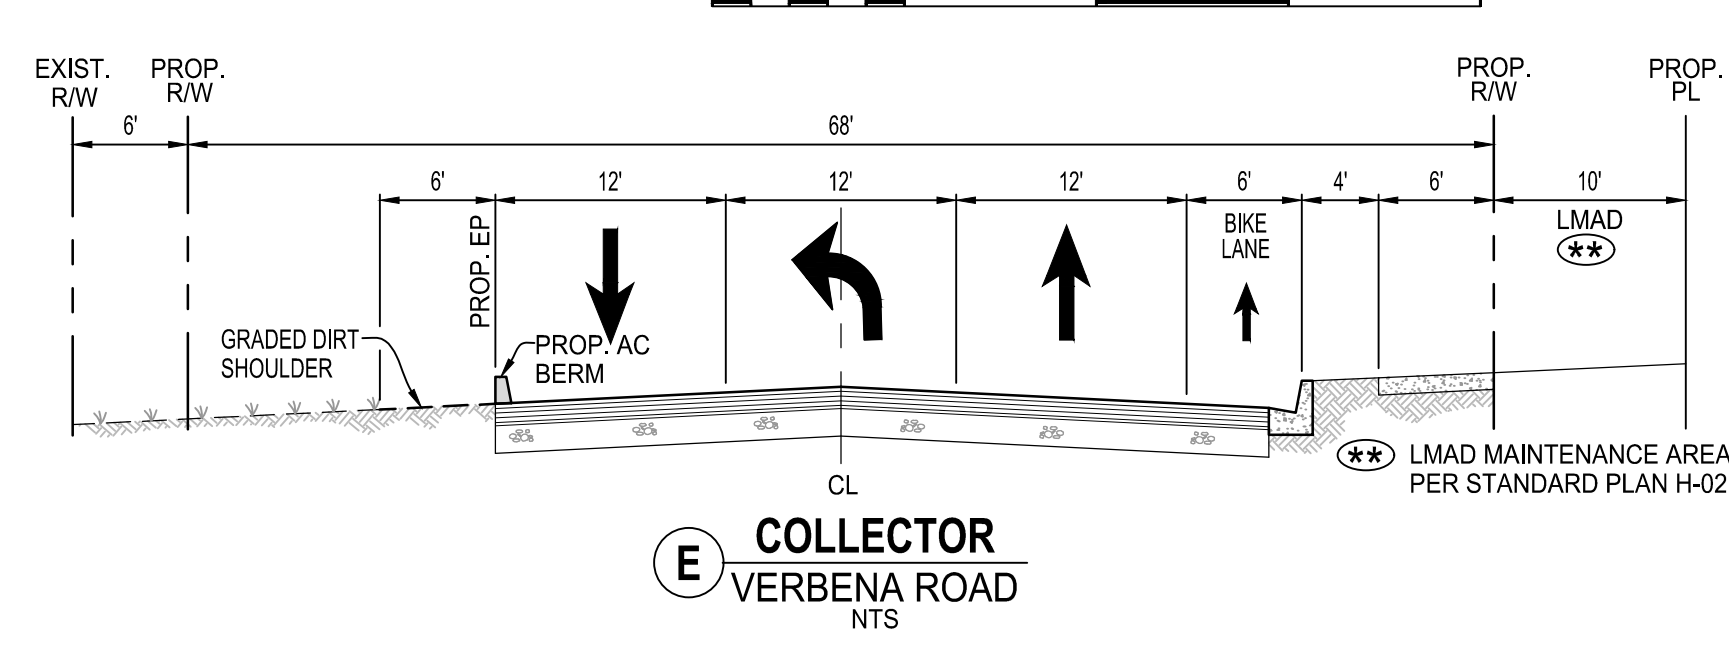 EXIST.
R/W
PROP.
R/W
PROP.
R/W
PROP.
PL
6'
68'
6'
12'
12'
12'
6'
4'
6'
10'
PROP. EP
BIKE
LANE
LMAD
**
GRADED DIRT
SHOULDER
PROP. AC
BERM
CL
** LMAD MAINTENANCE AREA
PER STANDARD PLAN H-02
E
COLLECTOR
VERBENA ROAD
NTS